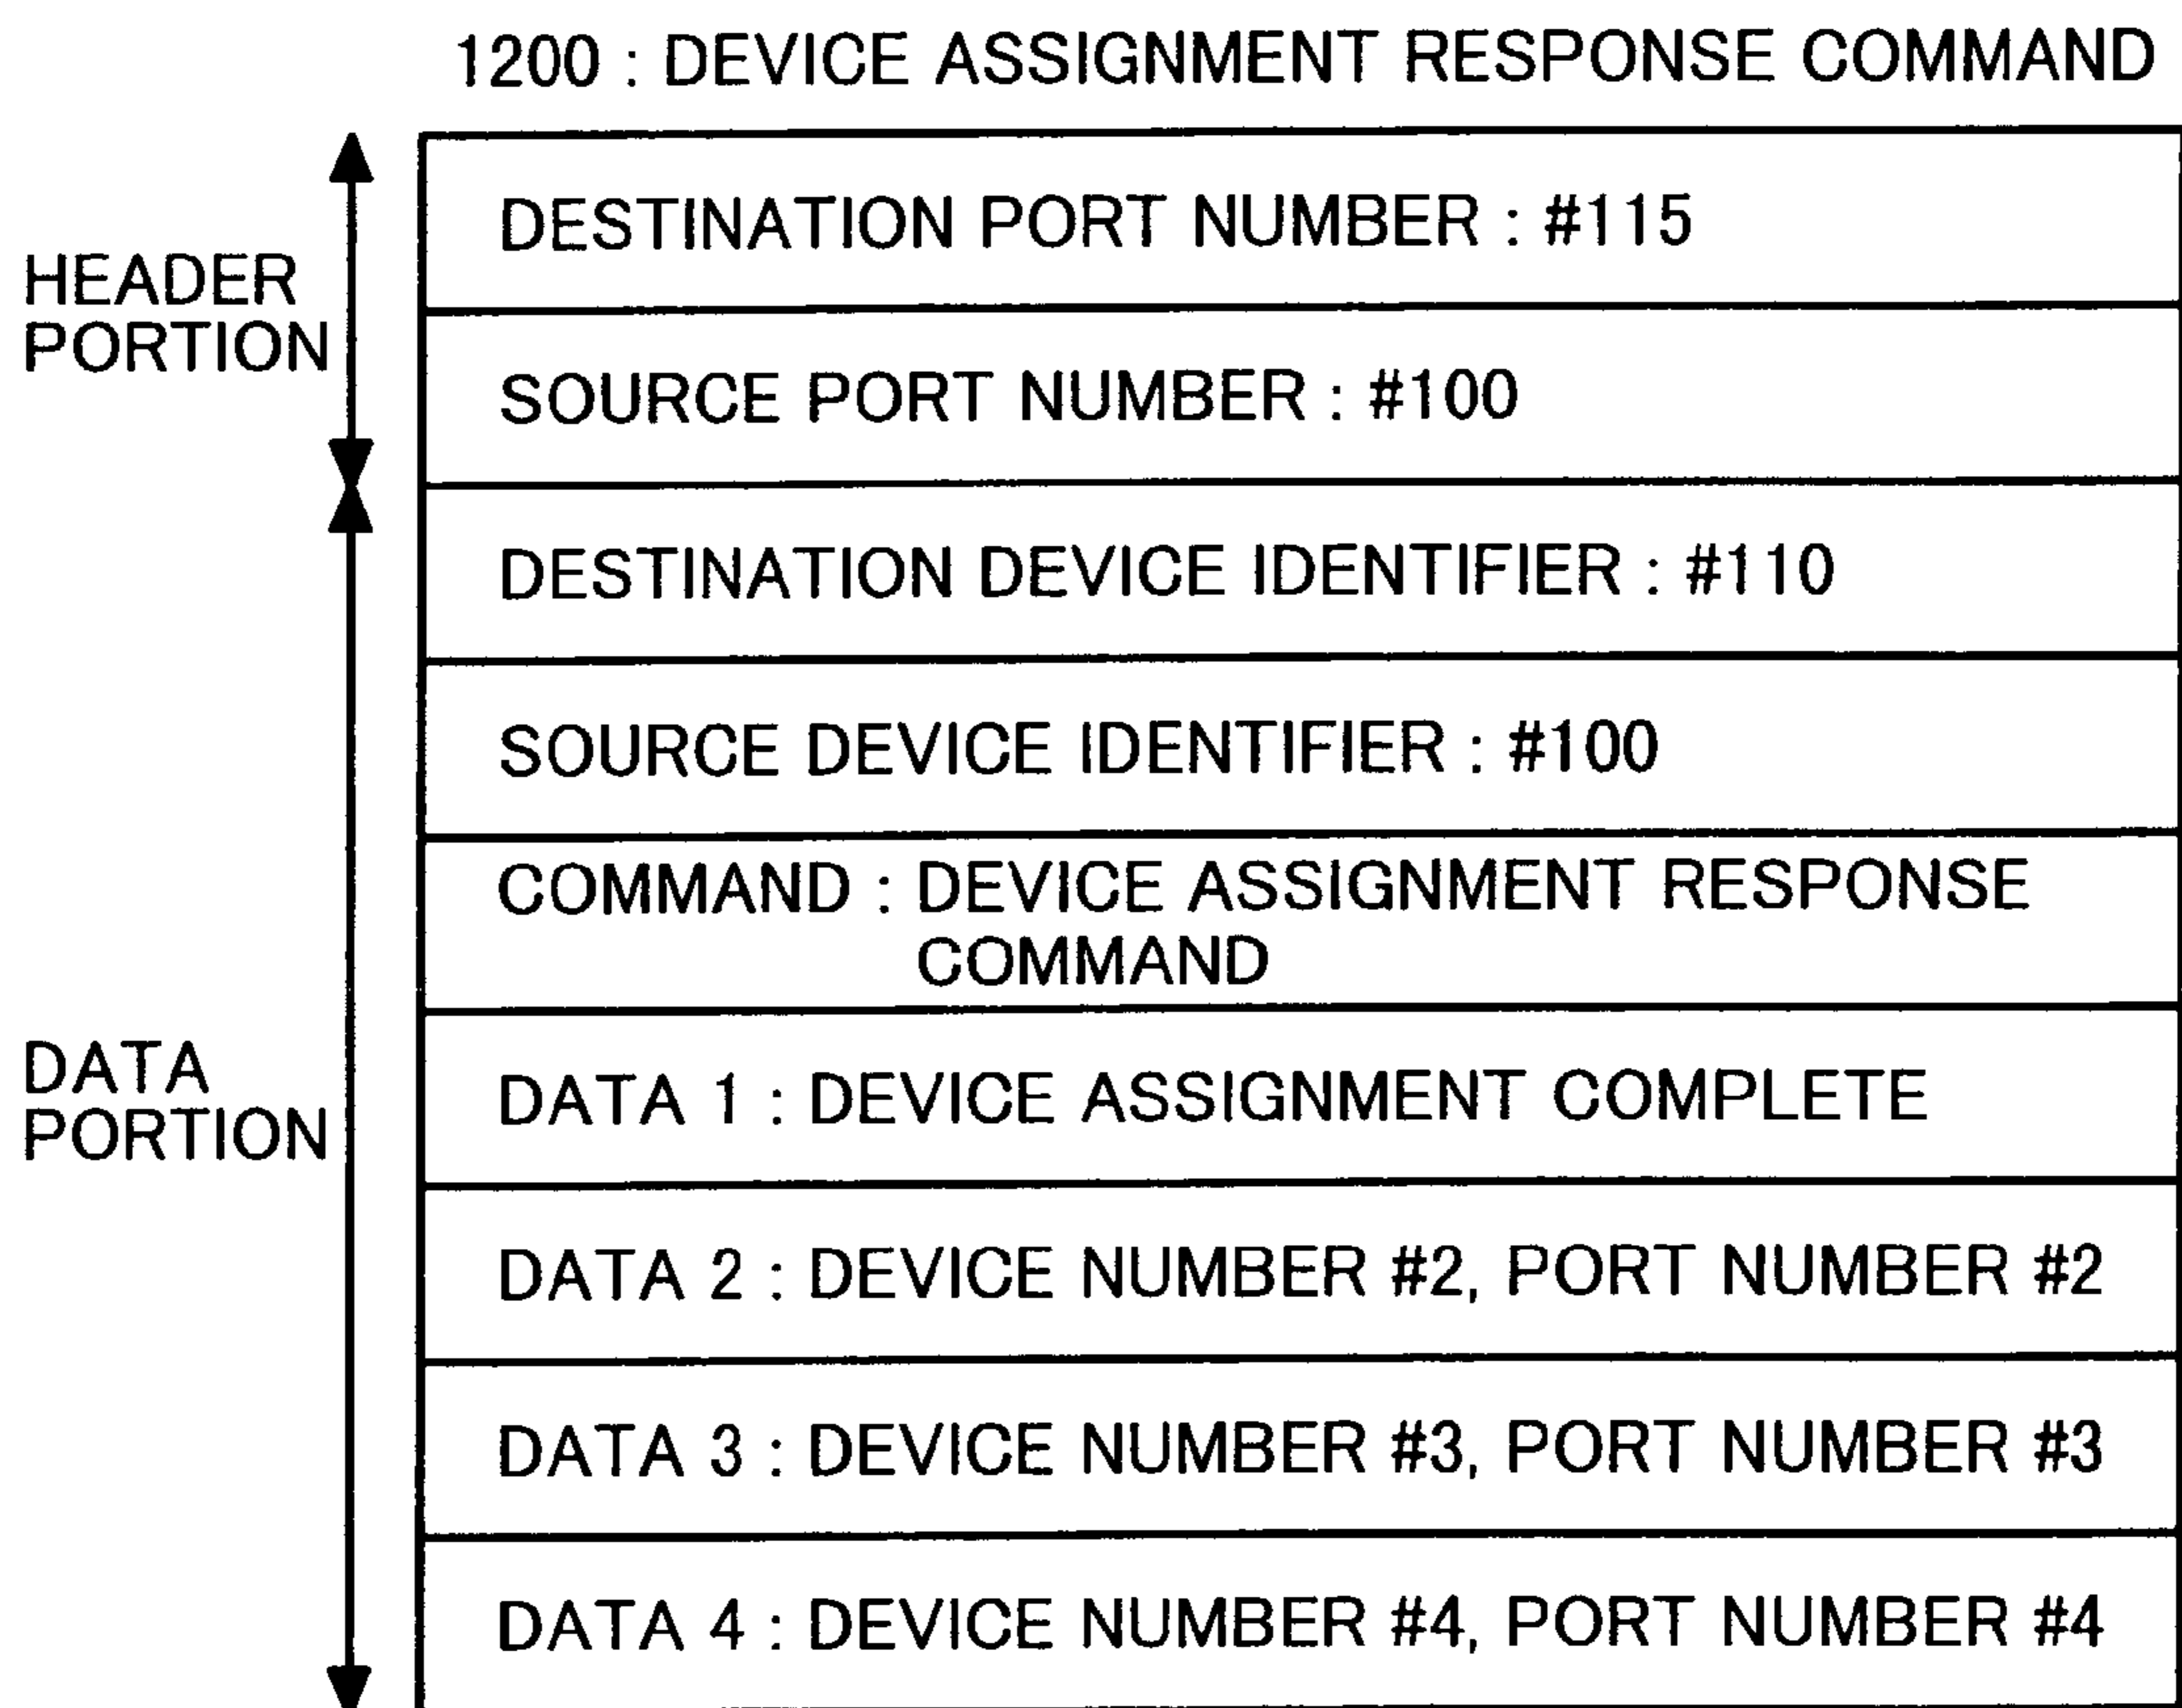 1200 : DEVICE ASSIGNMENT RESPONSE COMMAND
HEADER
PORTION
DESTINATION PORT NUMBER : #115
SOURCE PORT NUMBER : #100
DATA
PORTION
DESTINATION DEVICE IDENTIFIER : #110
SOURCE DEVICE IDENTIFIER : #100
COMMAND : DEVICE ASSIGNMENT RESPONSE
COMMAND
DATA 1 : DEVICE ASSIGNMENT COMPLETE
DATA 2 : DEVICE NUMBER #2, PORT NUMBER #2
DATA 3 : DEVICE NUMBER #3, PORT NUMBER #3
DATA 4 : DEVICE NUMBER #4, PORT NUMBER #4